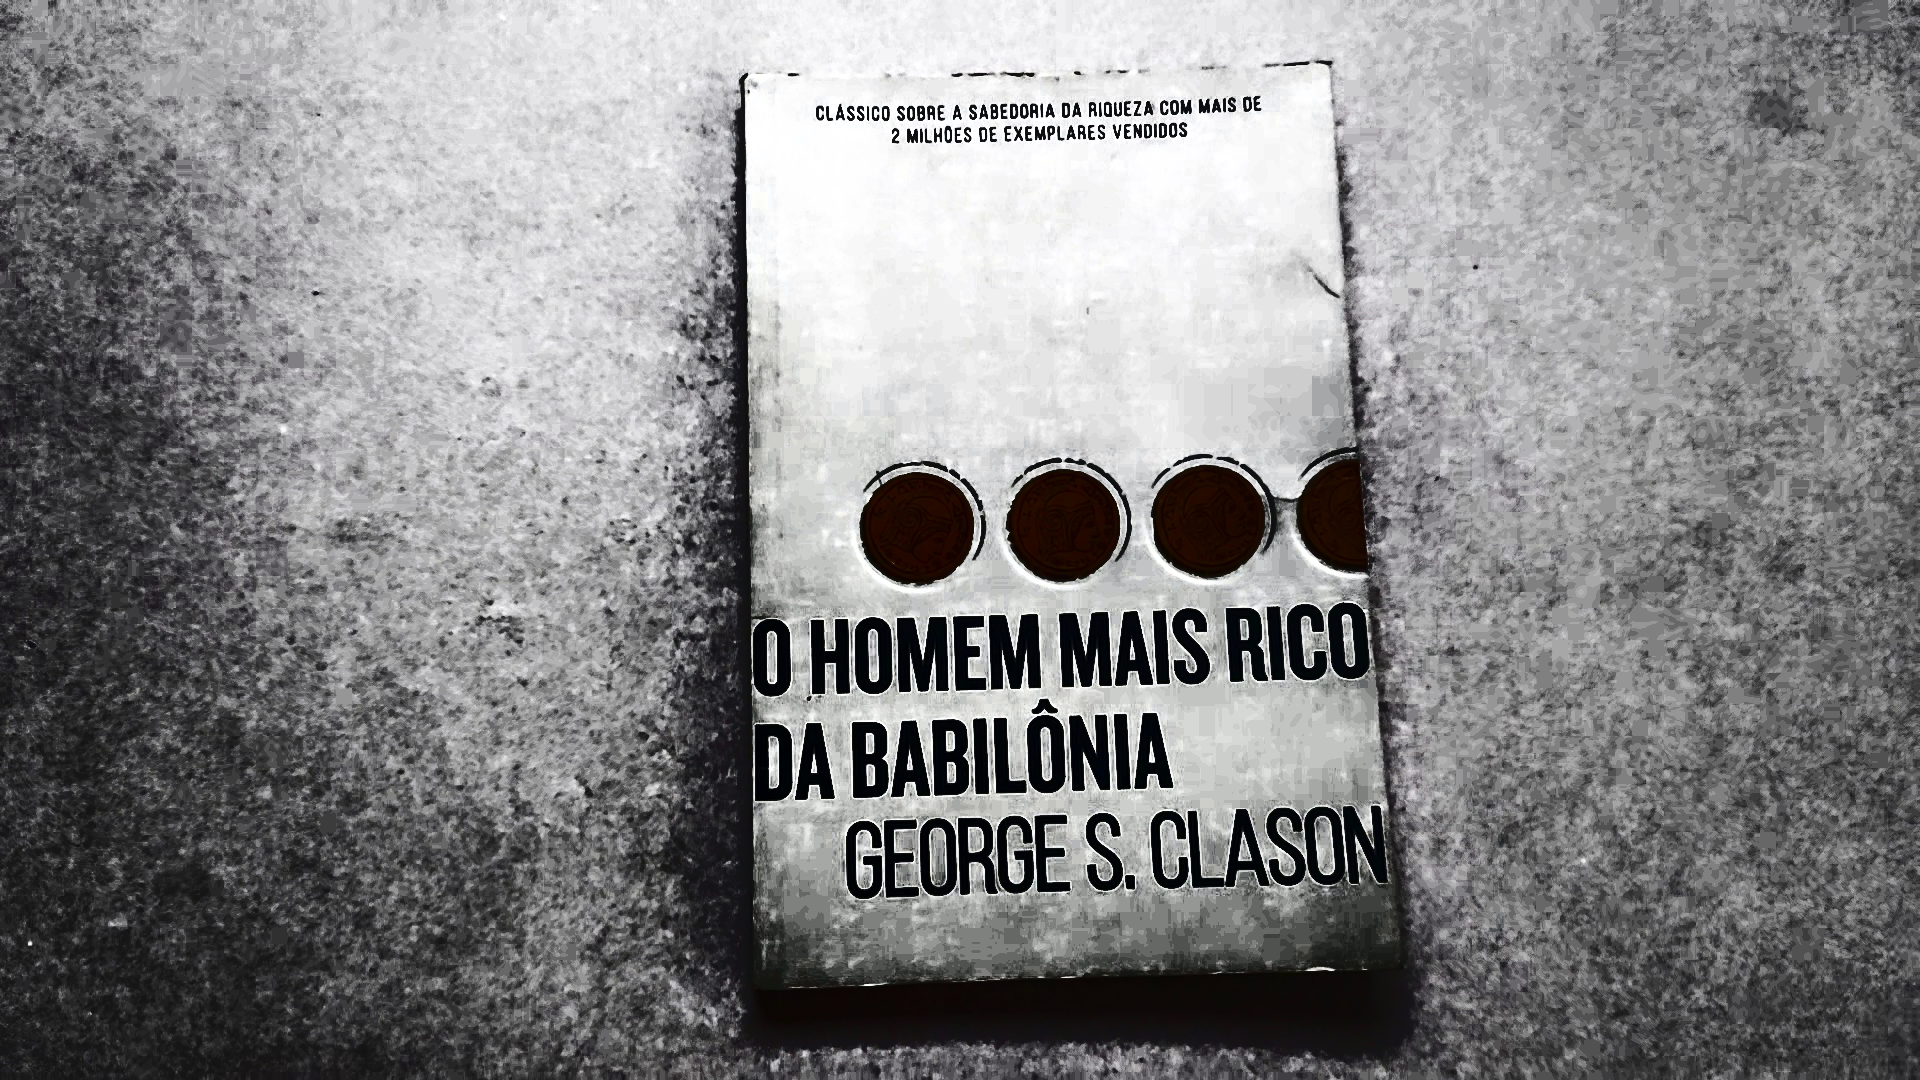 CLÁSSICO SOBRE A SABEDORIA DA RIQUEZA COM MAIS DE
2 MILHÕES DE EXEMPLARES VENDIDOS
O HOMEM MAIS RICO
DA BABILÔNIA
GEORGE S. CLASON